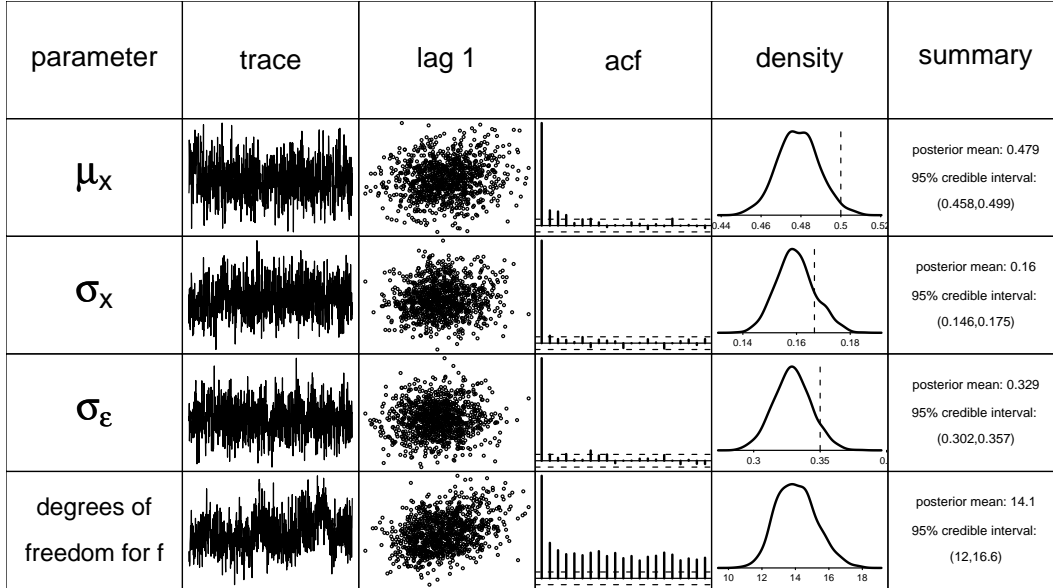 parameter trace lag 1 acf density summary
μx
0.44 0.46 0.48 0.5 0.52
posterior mean: 0.479
95% credible interval:
(0.458,0.499)
σx
0.14 0.16 0.18
posterior mean: 0.16
95% credible interval:
(0.146,0.175)
σε
0.3 0.35
posterior mean: 0.329
95% credible interval:
(0.302,0.357)
degrees of
freedom for f
10 12 14 16 18
posterior mean: 14.1
95% credible interval:
(12,16.6)